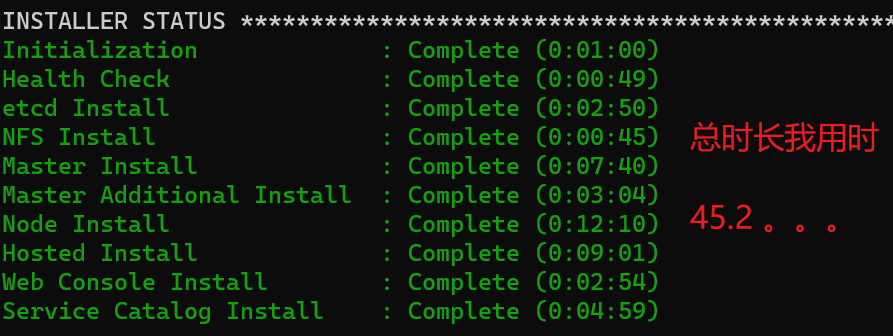 INSTALLER STATUS ***********************************************
Initialization : Complete (0:01:00)
Health Check : Complete (0:00:49)
etcd Install : Complete (0:02:50)
NFS Install : Complete (0:00:45)
总时长我用时
Master Install : Complete (0:07:40)
Master Additional Install : Complete (0:03:04)
Node Install : Complete (0:12:10)
45.2 。。。
Hosted Install : Complete (0:09:01)
Web Console Install : Complete (0:02:54)
Service Catalog Install : Complete (0:04:59)